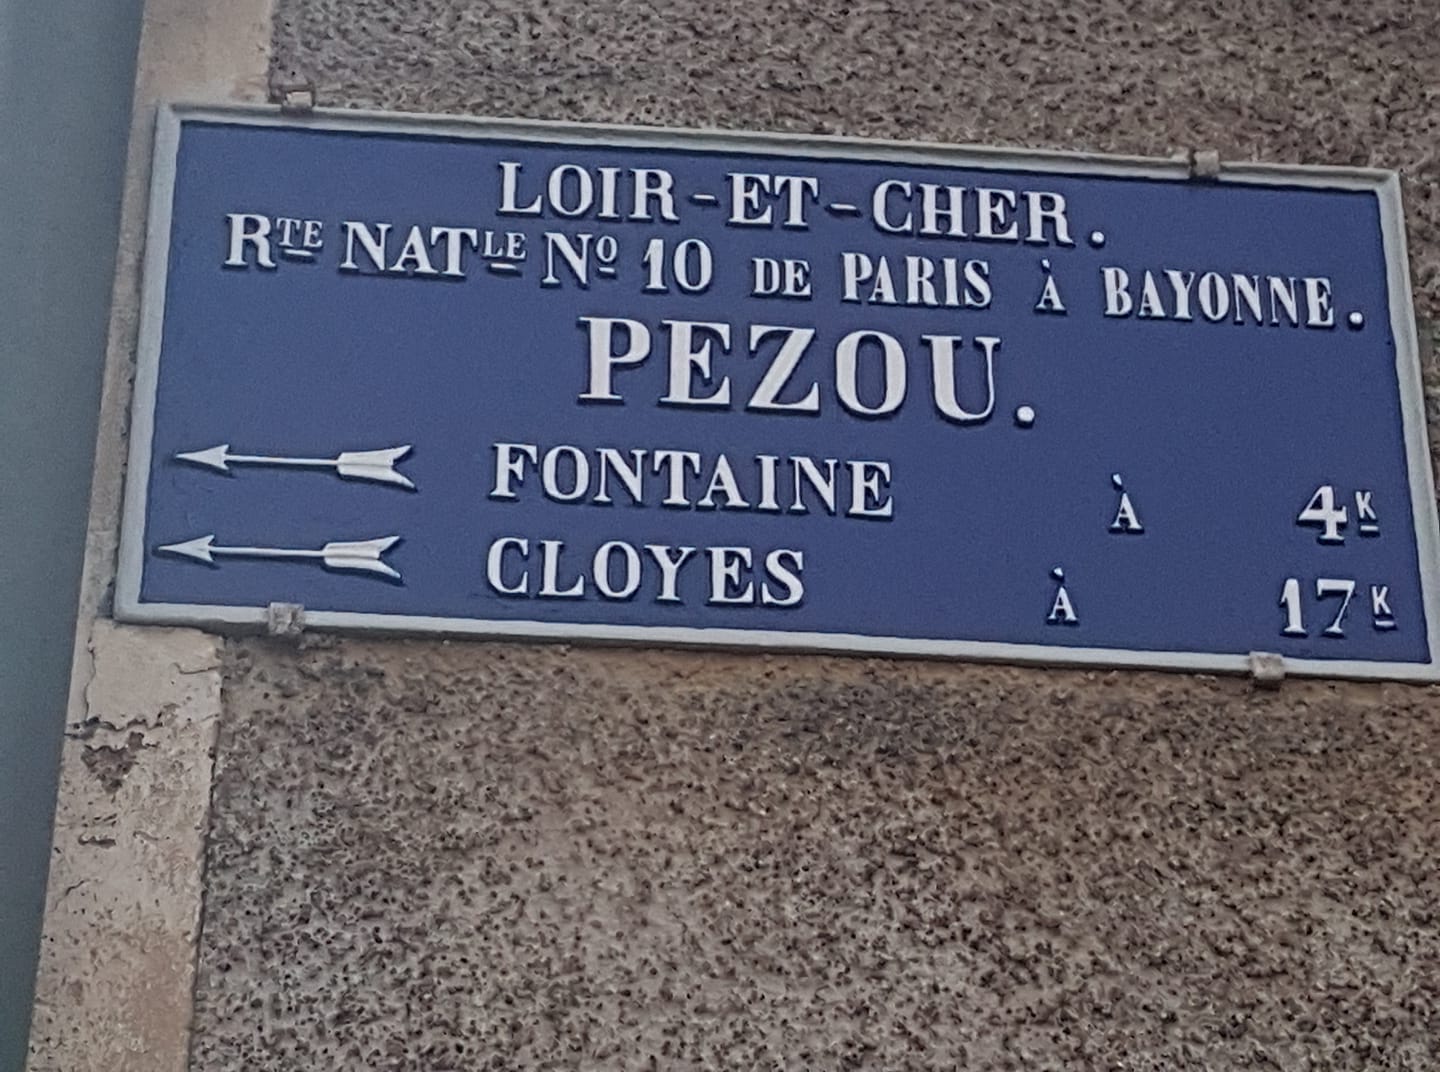 LOIR-ET-CHER.
RTE NATLE Nº 10 DE PARIS À BAYONNE.
PEZOU.
FONTAINE À 4K
CLOYES À 17K